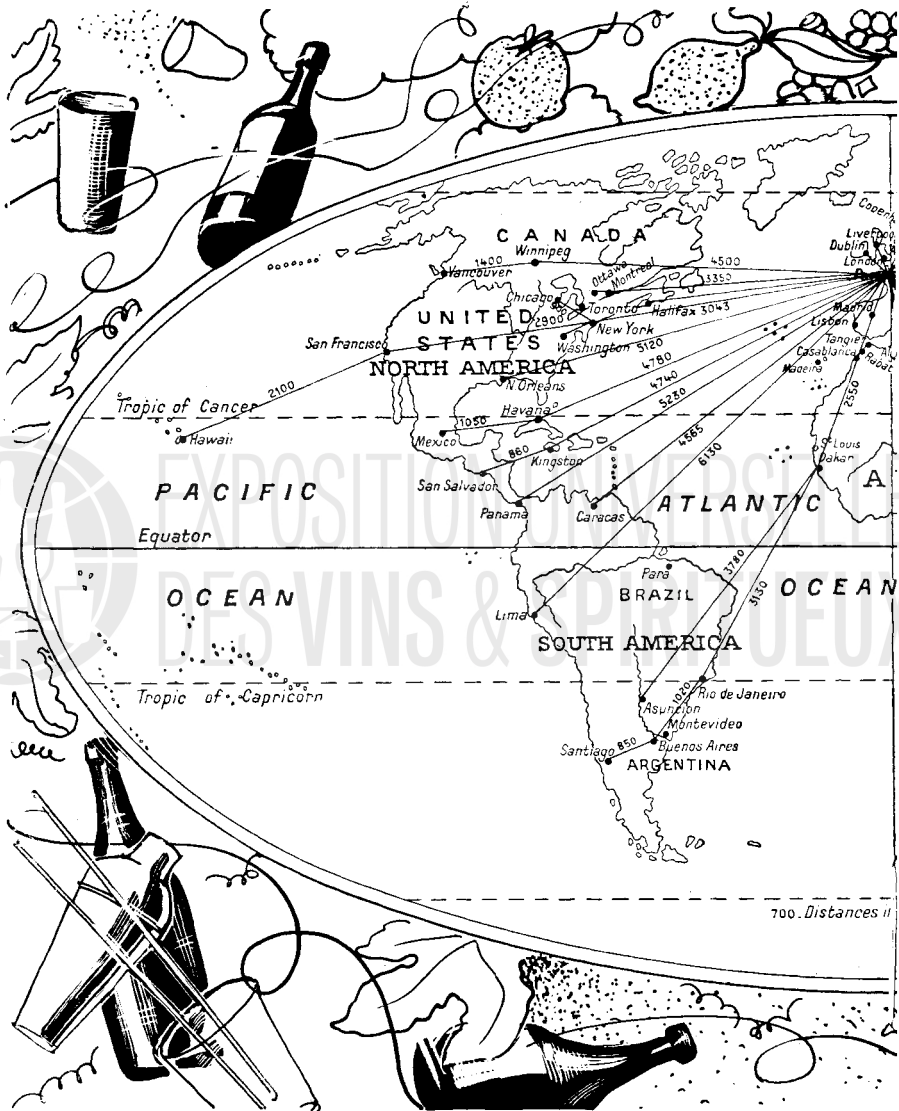 Copenh
Liverpoo
Dublin
London
CANADA
Winnipeg
1400
4500
Vancouver
Ottawa
Montreal
3350
Chicago
Toronto
Halifax 3043
UNITED
STATES
2900
New York
Madrid
Lisbon
San Francisco
Washington 5120
Tangier
NORTH AMERICA
4780
Casablanca
Rabat
Madeira
N. Orleans
4740
2100
2550
5230
Tropic of Cancer
Havana
1050
4565
Hawaii
Mexico
6130
860
Kingston
St Louis
Dakar
San Salvador
A
PACIFIC
ATLANTIC
Panama
Caracas
Equator
3780
Para
BRAZIL
3130
OCEAN
OCEAN
Lima
SOUTH AMERICA
Tropic of Capricorn
1020
Rio de Janeiro
Asuncion
Montevideo
Santiago
850
Buenos Aires
ARGENTINA
700. Distances
EXPOSITION UNIVERSELLE
DES VINS & SPIRITUEUX